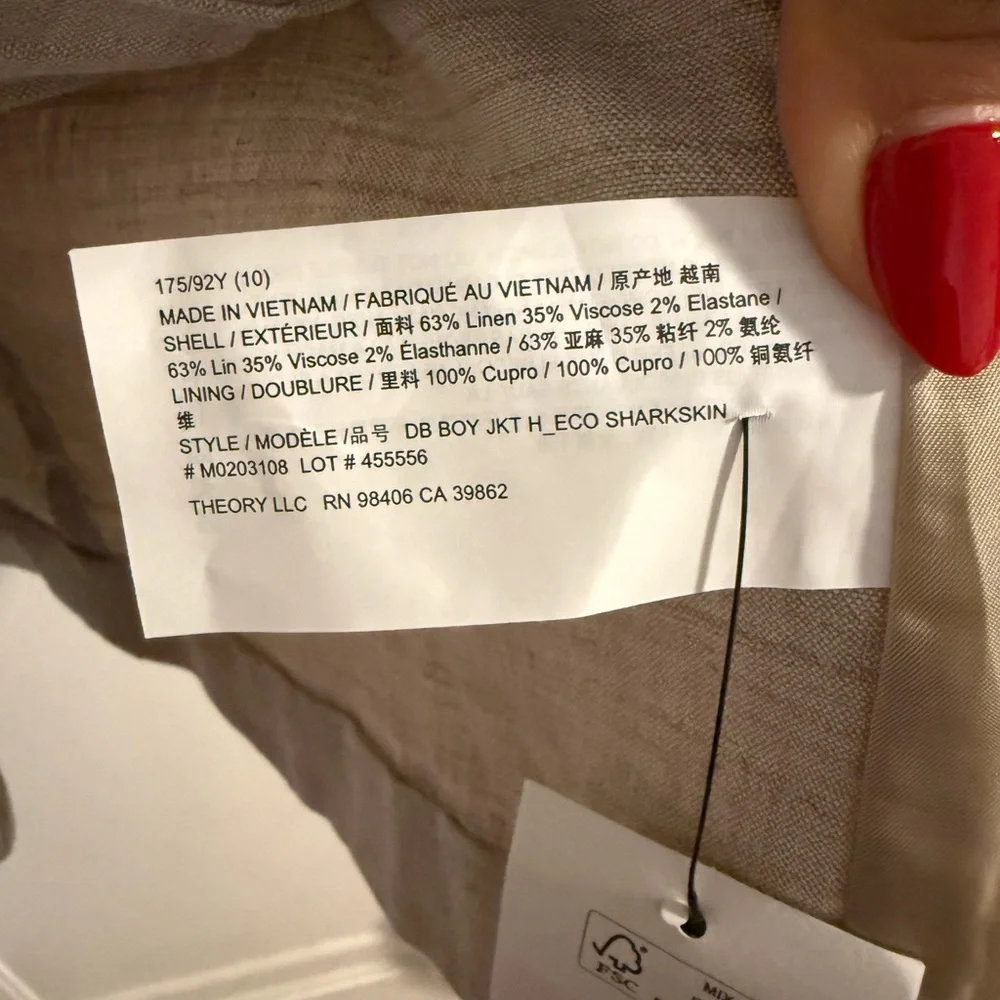 175/92Y (10)
MADE IN VIETNAM / FABRIQUÉ AU VIETNAM / 原产地 越南
SHELL / EXTÉRIEUR / 面料 63% Linen 35% Viscose 2% Elastane /
63% Lin 35% Viscose 2% Élasthanne / 63% 亚麻 35% 粘纤 2% 氨纶
LINING / DOUBLURE / 里料 100% Cupro / 100% Cupro / 100% 铜氨纤
维
STYLE / MODÈLE /品号 DB BOY JKT H_ECO SHARKSKIN
# M0203108 LOT # 455556
THEORY LLC RN 98406 CA 39862
FSC